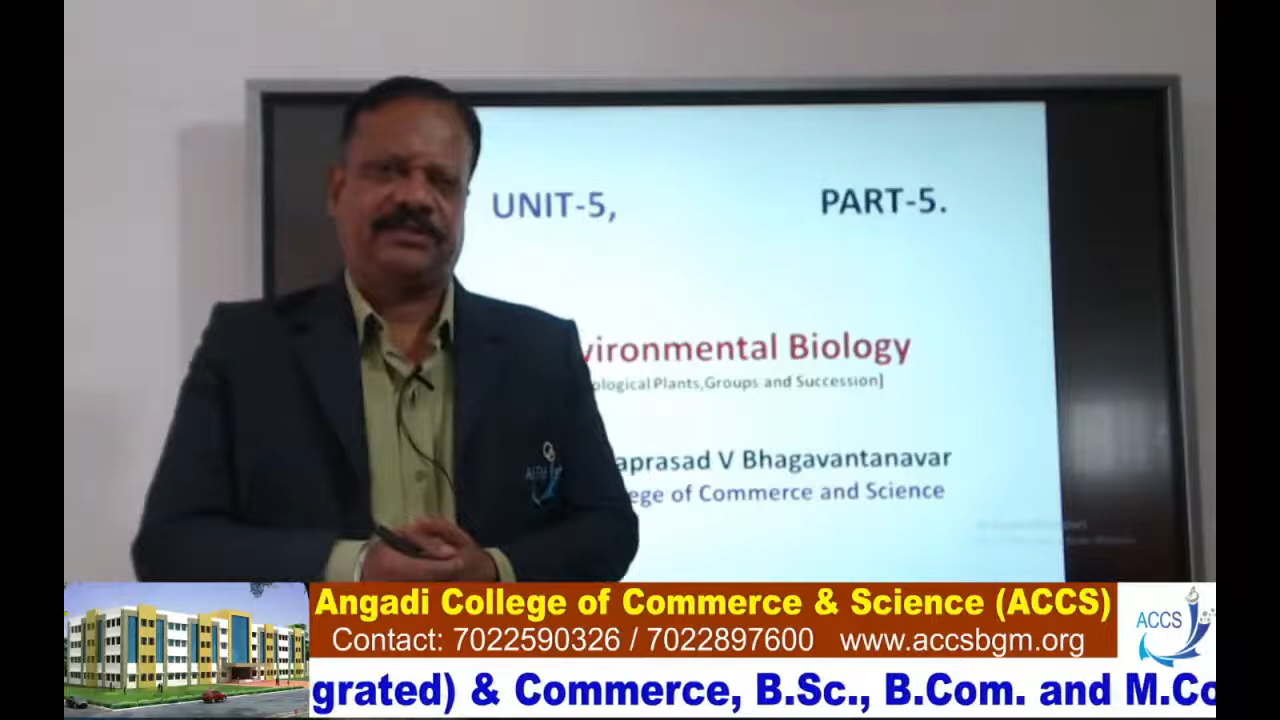 UNIT-5, PART-5.
vironmental Biology
ological Plants,Groups and Succession]
aprasad V Bhagavantanavar
ege of Commerce and Science
Angadi College of Commerce & Science (ACCS)
Contact: 7022590326 / 7022897600 www.accsbgm.org
ACCS
grated) & Commerce, B.Sc., B.Com. and M.Co